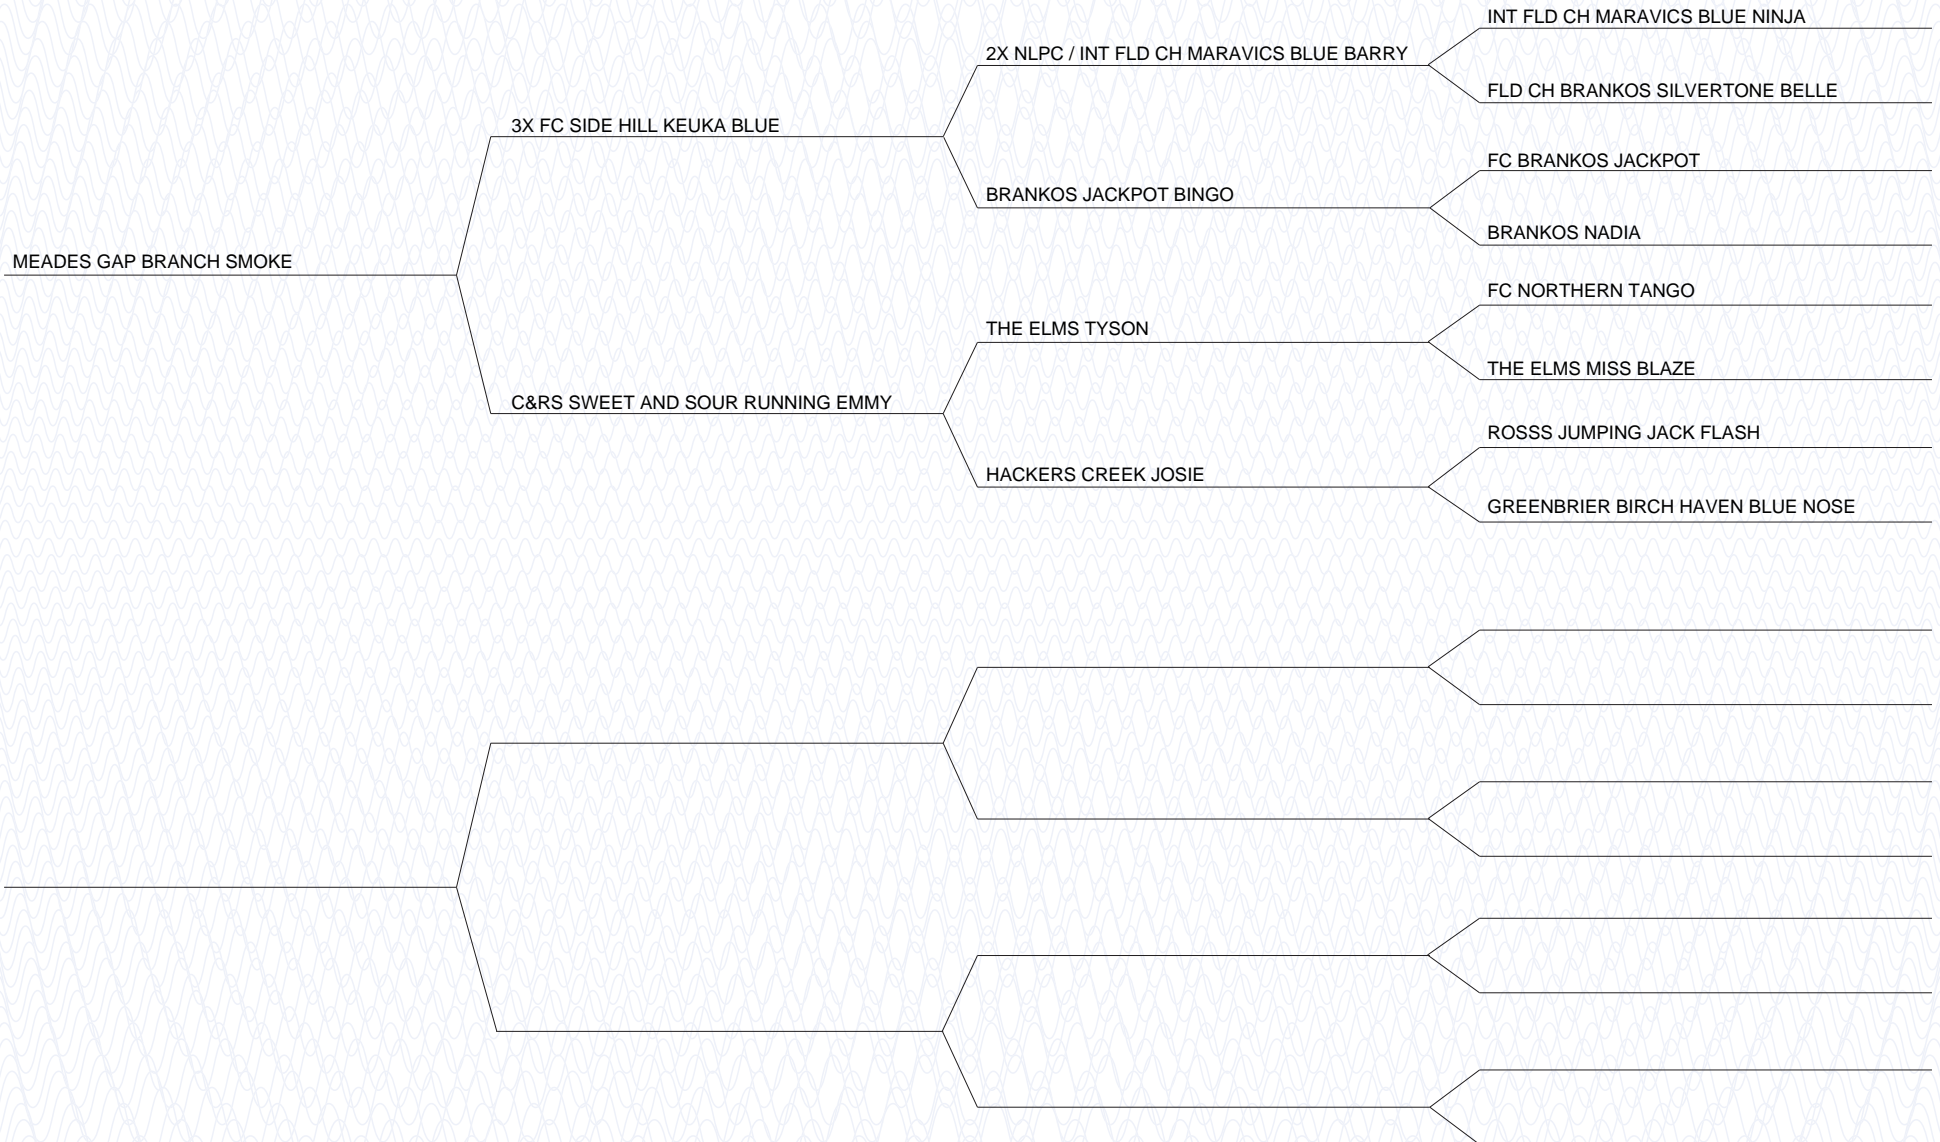 INT FLD CH MARAVICS BLUE NINJA
2X NLPC / INT FLD CH MARAVICS BLUE BARRY
FLD CH BRANKOS SILVERTONE BELLE
3X FC SIDE HILL KEUKA BLUE
FC BRANKOS JACKPOT
BRANKOS JACKPOT BINGO
BRANKOS NADIA
MEADES GAP BRANCH SMOKE
FC NORTHERN TANGO
THE ELMS TYSON
THE ELMS MISS BLAZE
C&RS SWEET AND SOUR RUNNING EMMY
ROSSS JUMPING JACK FLASH
HACKERS CREEK JOSIE
GREENBRIER BIRCH HAVEN BLUE NOSE